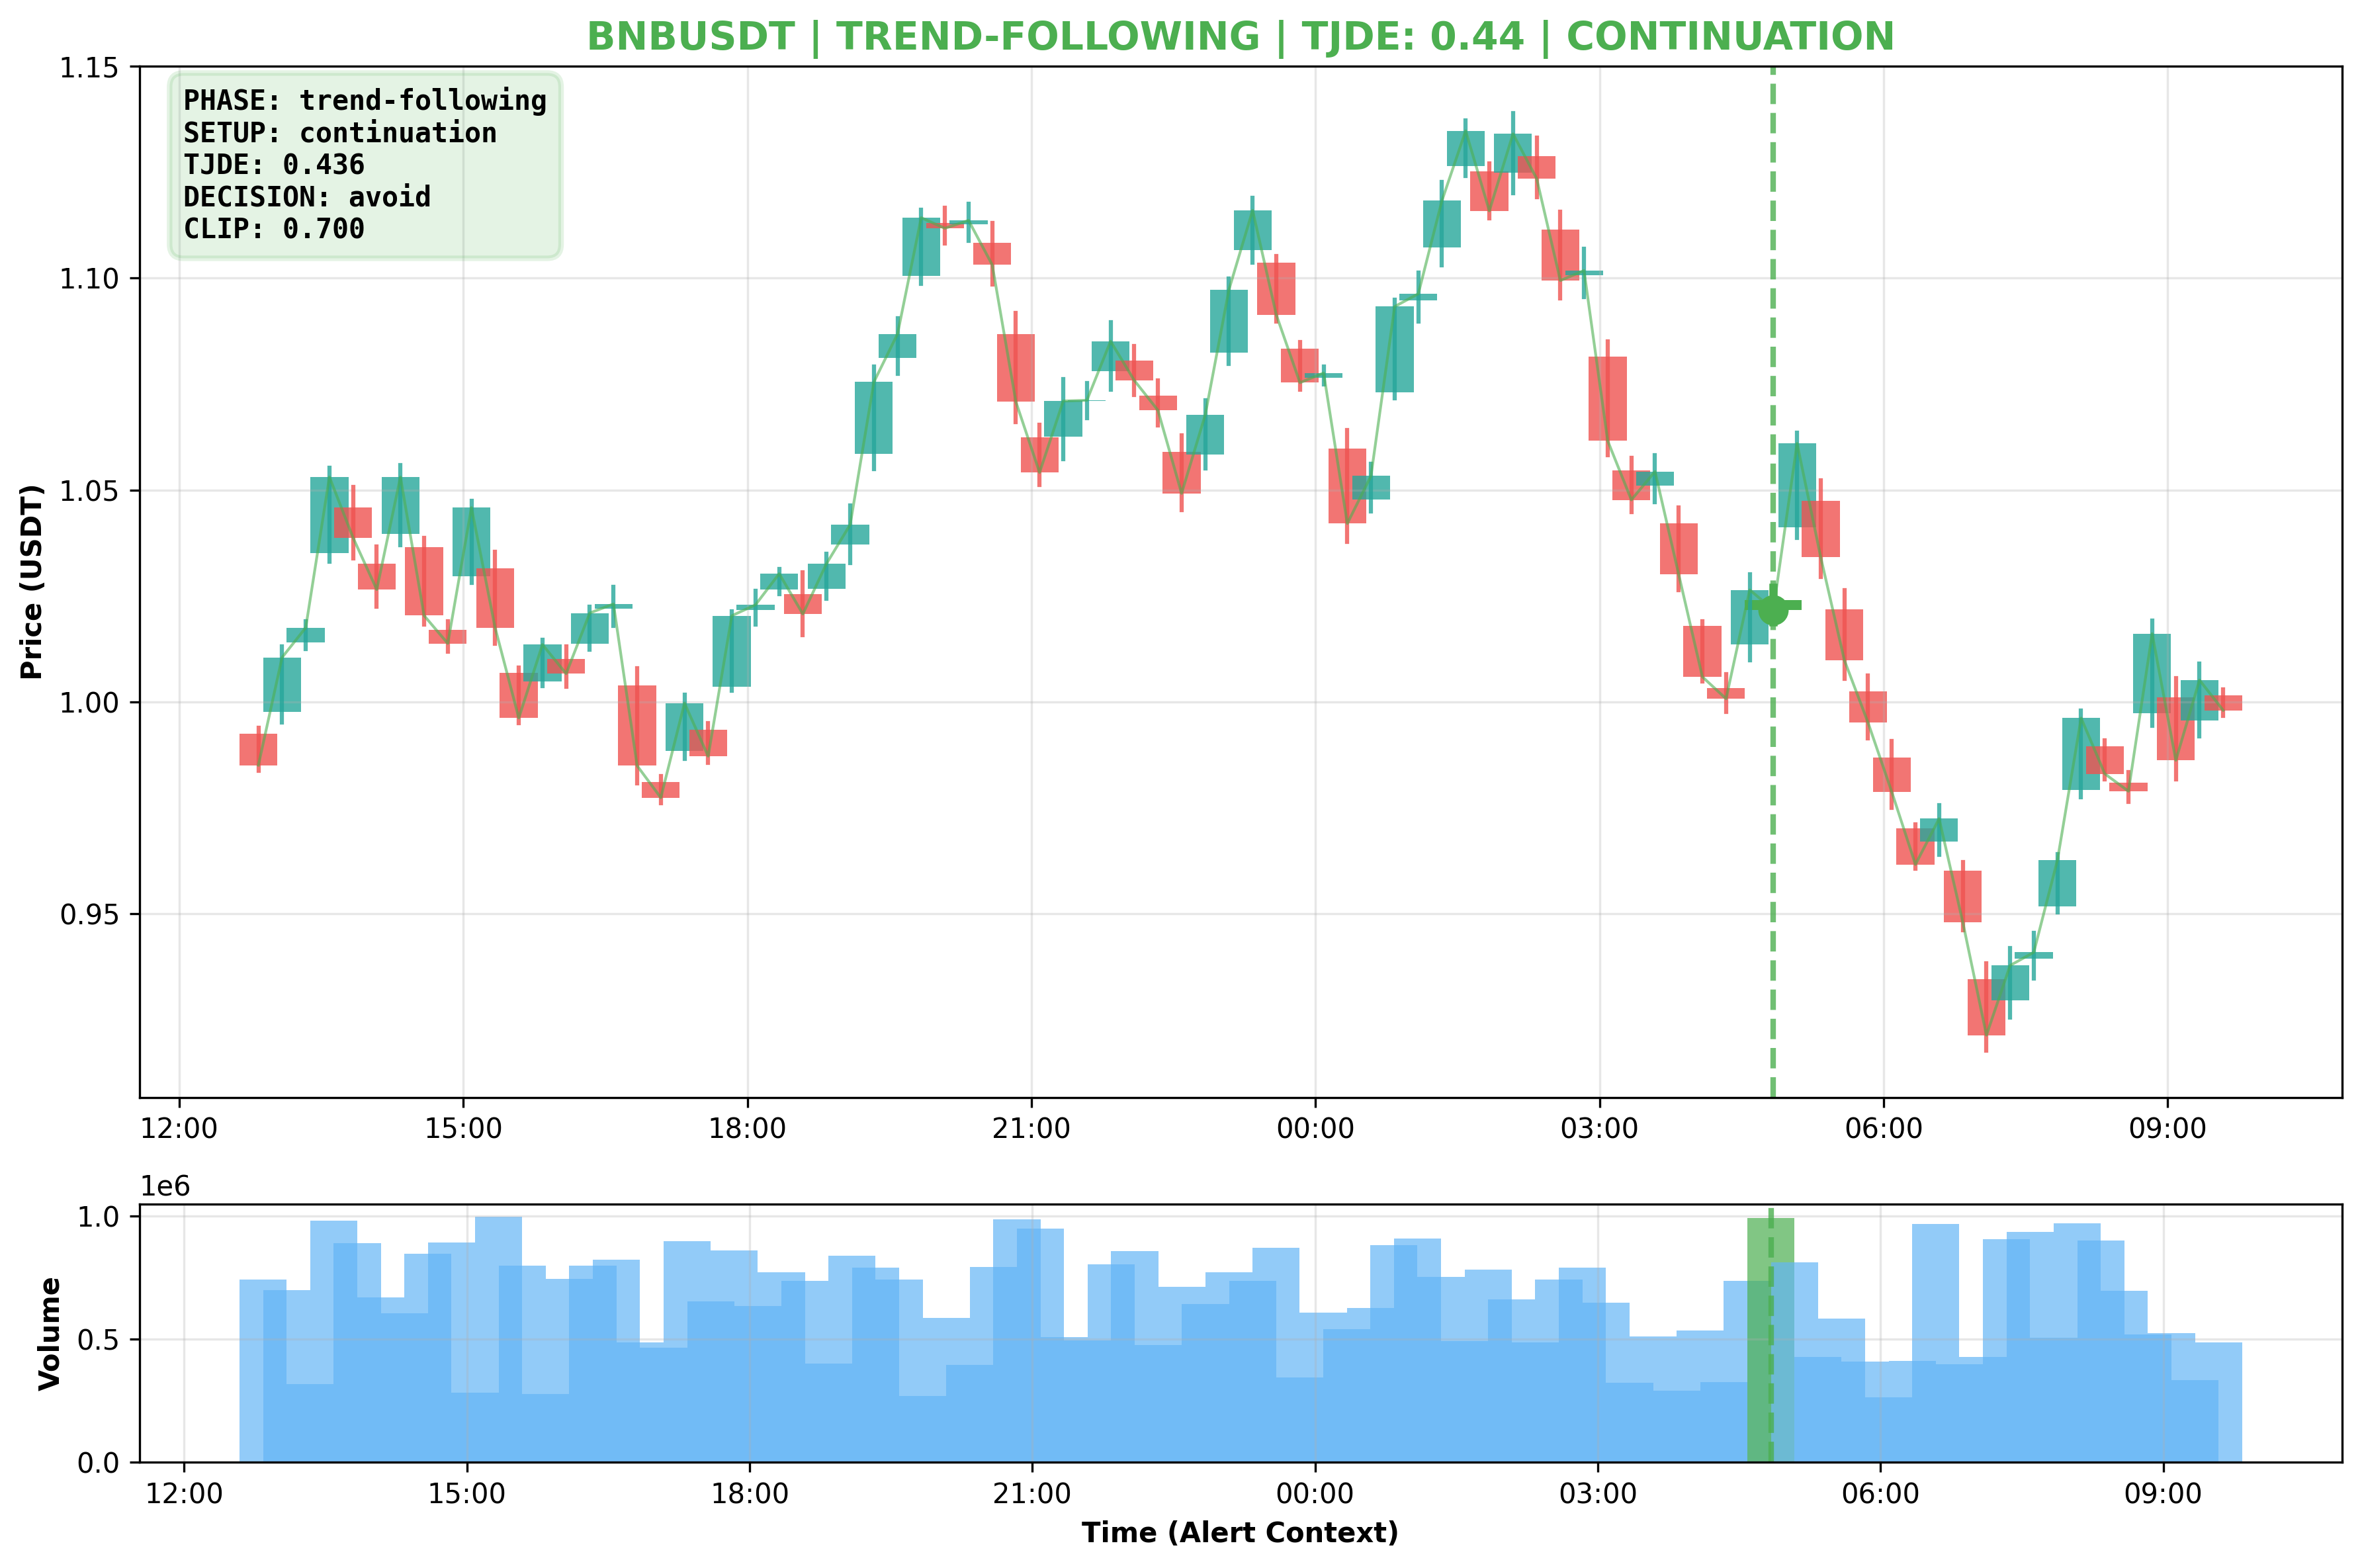 BNBUSDT | TREND-FOLLOWING | TJDE: 0.44 | CONTINUATION
PHASE: trend-following
SETUP: continuation
TJDE: 0.436
DECISION: avoid
CLIP: 0.700
Price (USDT)
1.15
1.10
1.05
1.00
0.95
12:00 15:00 18:00 21:00 00:00 03:00 06:00 09:00
1e6
Volume
1.0
0.5
0.0
12:00 15:00 18:00 21:00 00:00 03:00 06:00 09:00
Time (Alert Context)